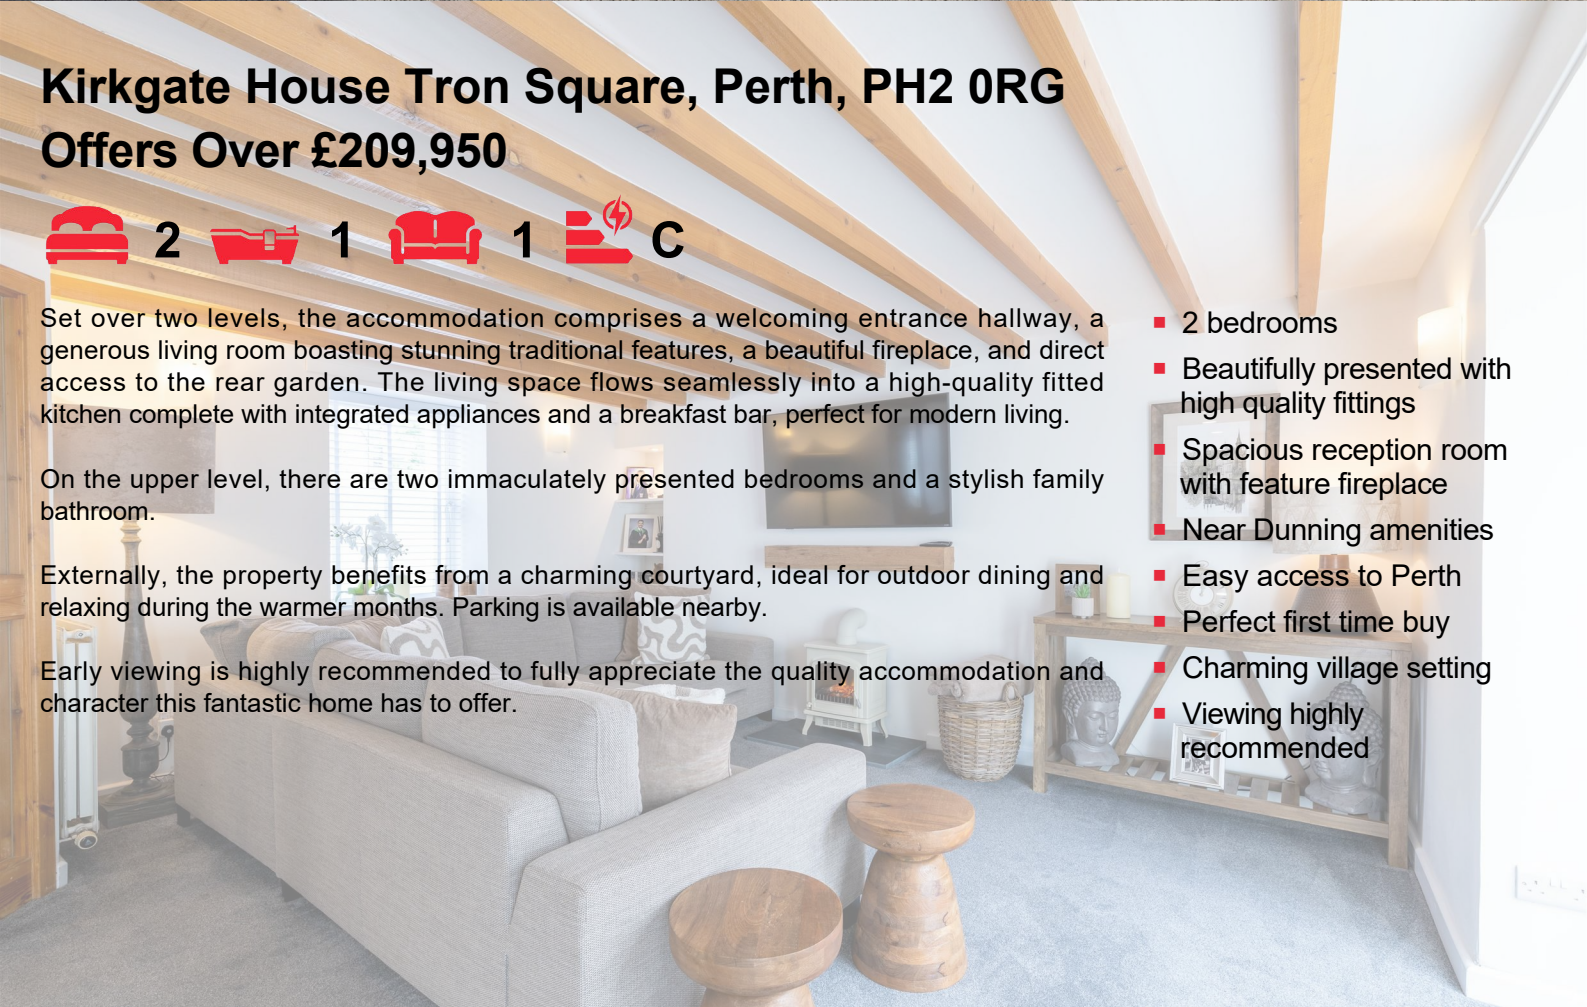 Kirkgate House Tron Square, Perth, PH2 0RG
Offers Over £209,950
2 1 1 C
Set over two levels, the accommodation comprises a welcoming entrance hallway, a
generous living room boasting stunning traditional features, a beautiful fireplace, and direct
access to the rear garden. The living space flows seamlessly into a high-quality fitted
kitchen complete with integrated appliances and a breakfast bar, perfect for modern living.
On the upper level, there are two immaculately presented bedrooms and a stylish family
bathroom.
Externally, the property benefits from a charming courtyard, ideal for outdoor dining and
relaxing during the warmer months. Parking is available nearby.
Early viewing is highly recommended to fully appreciate the quality accommodation and
character this fantastic home has to offer.
2 bedrooms
Beautifully presented with
high quality fittings
Spacious reception room
with feature fireplace
Near Dunning amenities
Easy access to Perth
Perfect first time buy
Charming village setting
Viewing highly
recommended